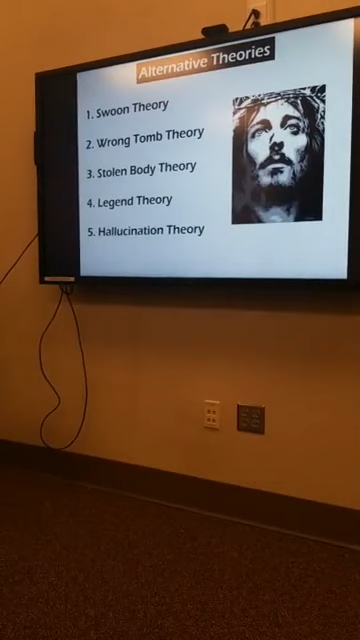 Alternative Theories
1. Swoon Theory
2. Wrong Tomb Theory
3. Stolen Body Theory
4. Legend Theory
5. Hallucination Theory